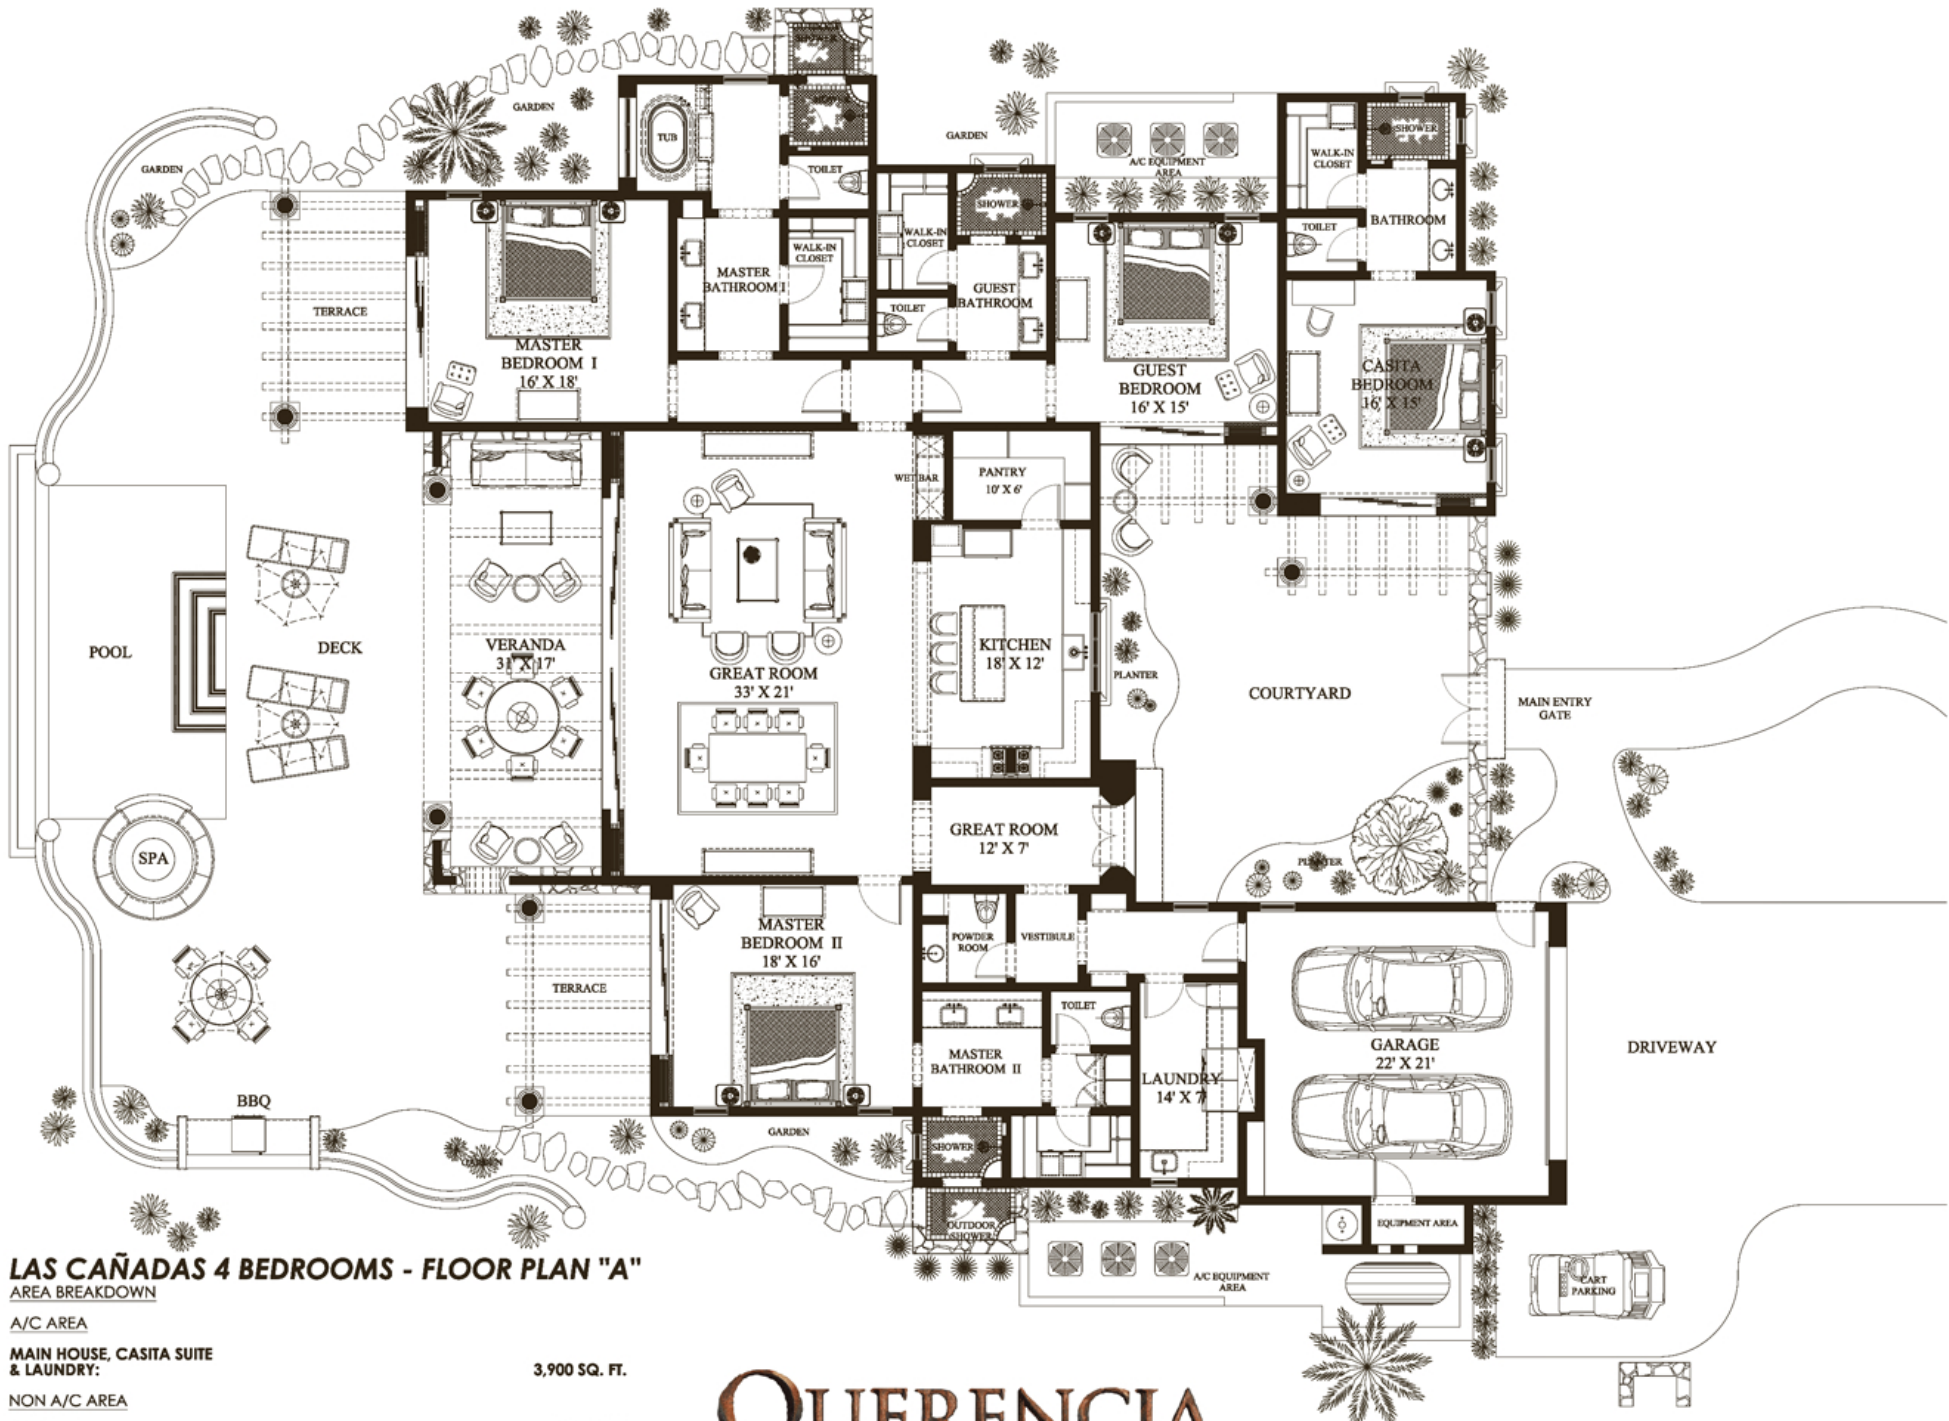 OUTDOOR
SHOWER
GARDEN
TUB
GARDEN
SHOWER
WALK-IN
CLOSET
A/C EQUIPMENT
AREA
GARDEN
TOILET
SHOWER
BATHROOM
TOILET
WALK-IN
CLOSET
WALK-IN
CLOSET
MASTER
BATHROOM I
GUEST
BATHROOM
TOILET
TERRACE
MASTER
BEDROOM I
16' X 18'
GUEST
BEDROOM
16' X 15'
CASITA
BEDROOM
16' X 15'
WET BAR
PANTRY
10' X 6'
POOL
DECK
VERANDA
31' X 17'
GREAT ROOM
33' X 21'
KITCHEN
18' X 12'
PLANTER
COURTYARD
MAIN ENTRY
GATE
SPA
GREAT ROOM
12' X 7'
PLANTER
MASTER
BEDROOM II
18' X 16'
POWDER
ROOM
VESTIBULE
TERRACE
TOILET
MASTER
BATHROOM II
LAUNDRY
14' X 7'
GARAGE
22' X 21'
DRIVEWAY
BBQ
GARDEN
SHOWER
OUTDOOR
SHOWER
EQUIPMENT AREA
A/C EQUIPMENT
AREA
CART
PARKING
LAS CAÑADAS 4 BEDROOMS - FLOOR PLAN "A"
AREA BREAKDOWN
A/C AREA
MAIN HOUSE, CASITA SUITE
& LAUNDRY: 3,900 SQ. FT.
NON A/C AREA
QUERENCIA